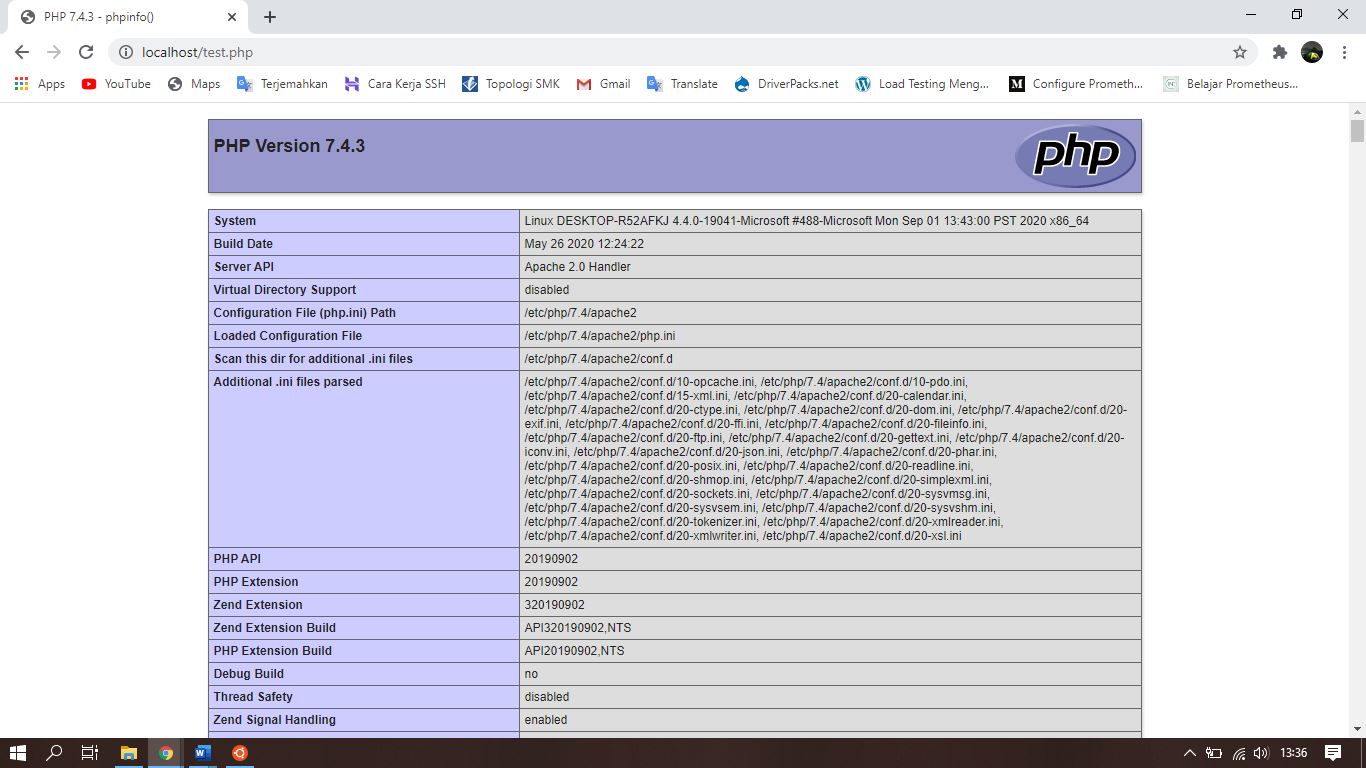 PHP 7.4.3 - phpinfo()
localhost/test.php
Apps YouTube Maps Terjemahkan Cara Kerja SSH Topologi SMK Gmail Translate DriverPacks.net Load Testing Meng... Configure Prometh... Belajar Prometheus...
PHP Version 7.4.3
php
System Linux DESKTOP-R52AFKJ 4.4.0-19041-Microsoft #488-Microsoft Mon Sep 01 13:43:00 PST 2020 x86_64
Build Date May 26 2020 12:24:22
Server API Apache 2.0 Handler
Virtual Directory Support disabled
Configuration File (php.ini) Path /etc/php/7.4/apache2
Loaded Configuration File /etc/php/7.4/apache2/php.ini
Scan this dir for additional .ini files /etc/php/7.4/apache2/conf.d
Additional .ini files parsed /etc/php/7.4/apache2/conf.d/10-opcache.ini, /etc/php/7.4/apache2/conf.d/10-pdo.ini,
/etc/php/7.4/apache2/conf.d/15-xml.ini, /etc/php/7.4/apache2/conf.d/20-calendar.ini,
/etc/php/7.4/apache2/conf.d/20-ctype.ini, /etc/php/7.4/apache2/conf.d/20-dom.ini, /etc/php/7.4/apache2/conf.d/20-
exif.ini, /etc/php/7.4/apache2/conf.d/20-ffi.ini, /etc/php/7.4/apache2/conf.d/20-fileinfo.ini,
/etc/php/7.4/apache2/conf.d/20-ftp.ini, /etc/php/7.4/apache2/conf.d/20-gettext.ini, /etc/php/7.4/apache2/conf.d/20-
iconv.ini, /etc/php/7.4/apache2/conf.d/20-json.ini, /etc/php/7.4/apache2/conf.d/20-phar.ini,
/etc/php/7.4/apache2/conf.d/20-posix.ini, /etc/php/7.4/apache2/conf.d/20-readline.ini,
/etc/php/7.4/apache2/conf.d/20-shmop.ini, /etc/php/7.4/apache2/conf.d/20-simplexml.ini,
/etc/php/7.4/apache2/conf.d/20-sockets.ini, /etc/php/7.4/apache2/conf.d/20-sysvmsg.ini,
/etc/php/7.4/apache2/conf.d/20-sysvsem.ini, /etc/php/7.4/apache2/conf.d/20-sysvshm.ini,
/etc/php/7.4/apache2/conf.d/20-tokenizer.ini, /etc/php/7.4/apache2/conf.d/20-xmlreader.ini,
/etc/php/7.4/apache2/conf.d/20-xmlwriter.ini, /etc/php/7.4/apache2/conf.d/20-xsl.ini
PHP API 20190902
PHP Extension 20190902
Zend Extension 320190902
Zend Extension Build API320190902,NTS
PHP Extension Build API20190902,NTS
Debug Build no
Thread Safety disabled
Zend Signal Handling enabled
13:36